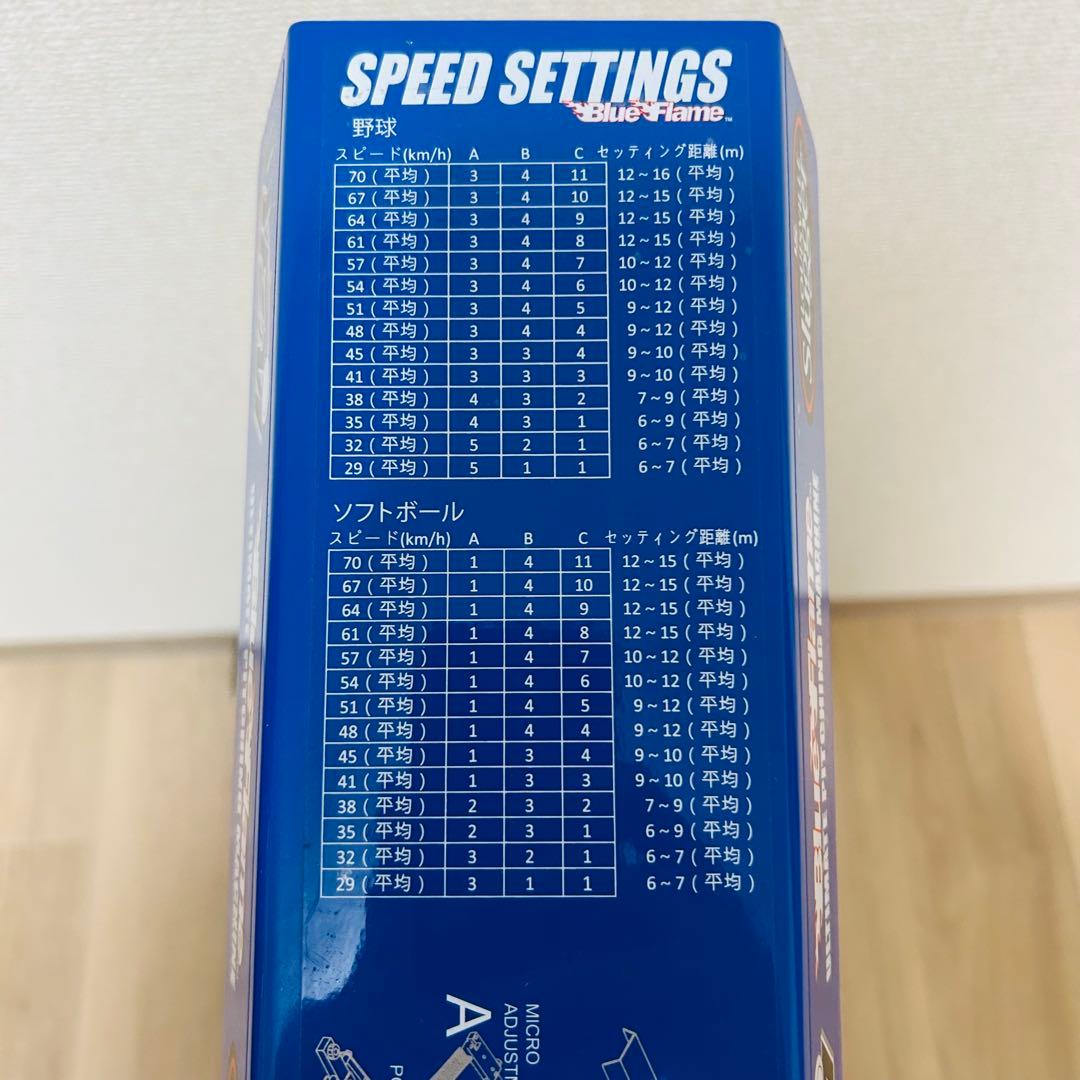 SPEED SETTINGS
Blue Flame™
野球
スピード(km/h) A B C セッティング距離(m)
70(平均) 3 4 11 12~16(平均)
67(平均) 3 4 10 12~15(平均)
64(平均) 3 4 9 12~15(平均)
61(平均) 3 4 8 12~15(平均)
57(平均) 3 4 7 10~12(平均)
54(平均) 3 4 6 10~12(平均)
51(平均) 3 4 5 9~12(平均)
48(平均) 3 4 4 9~12(平均)
45(平均) 3 3 4 9~10(平均)
41(平均) 3 3 3 9~10(平均)
38(平均) 4 3 2 7~9(平均)
35(平均) 4 3 1 6~9(平均)
32(平均) 5 2 1 6~7(平均)
29(平均) 5 1 1 6~7(平均)
ソフトボール
スピード(km/h) A B C セッティング距離(m)
70(平均) 1 4 11 12~15(平均)
67(平均) 1 4 10 12~15(平均)
64(平均) 1 4 9 12~15(平均)
61(平均) 1 4 8 12~15(平均)
57(平均) 1 4 7 10~12(平均)
54(平均) 1 4 6 10~12(平均)
51(平均) 1 4 5 9~12(平均)
48(平均) 1 4 4 9~12(平均)
45(平均) 1 3 4 9~10(平均)
41(平均) 1 3 3 9~10(平均)
38(平均) 2 3 2 7~9(平均)
35(平均) 2 3 1 6~9(平均)
32(平均) 3 2 1 6~7(平均)
29(平均) 3 1 1 6~7(平均)
A
MICRO
Blue Flame
ULTIMATE PITCHING MACHINE